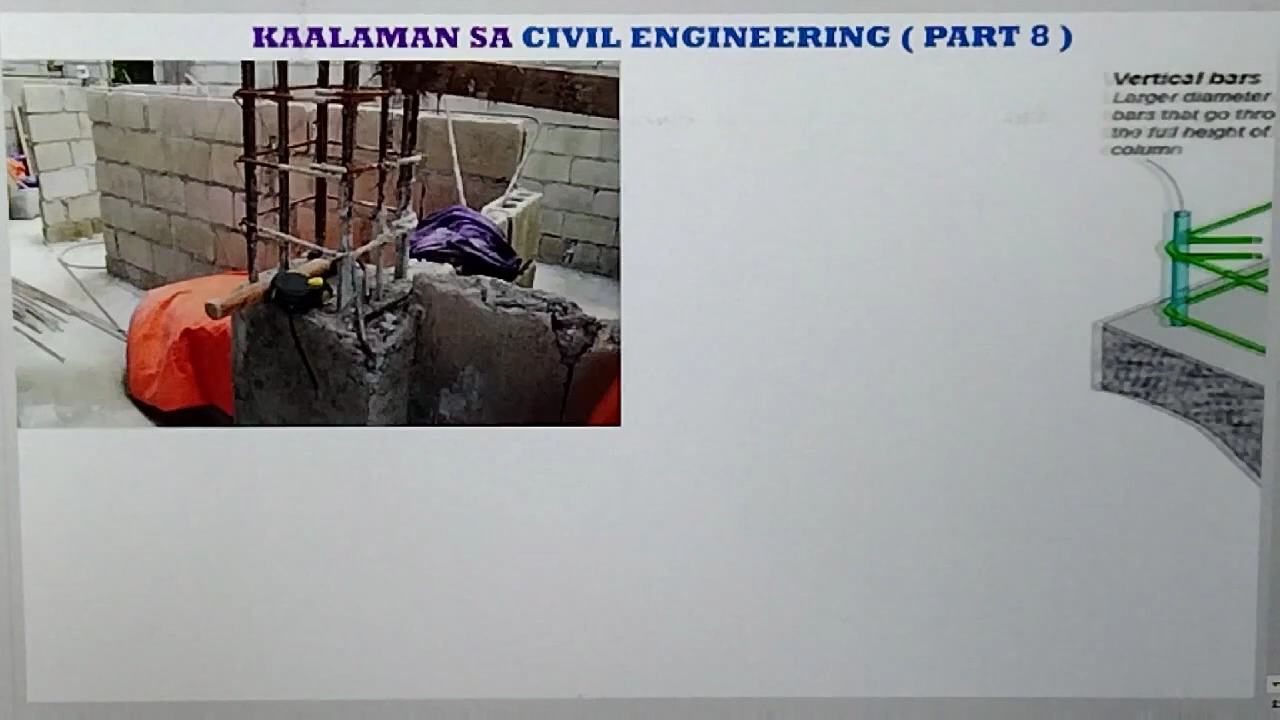 KAALAMAN SA CIVIL ENGINEERING ( PART 8 )
Vertical bars
Larger diameter
bars that go thro
the full height of
column